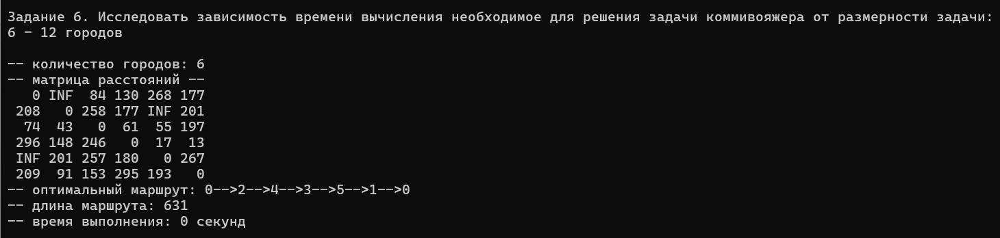 Задание 6. Исследовать зависимость времени вычисления необходимое для решения задачи коммивояжера от размерности задачи:
6 – 12 городов
-- количество городов: 6
-- матрица расстояний --
0 INF 84 130 268 177
208 0 258 177 INF 201
74 43 0 61 55 197
296 148 246 0 17 13
INF 201 257 180 0 267
209 91 153 295 193 0
-- оптимальный маршрут: 0-->2-->4-->3-->5-->1-->0
-- длина маршрута: 631
-- время выполнения: 0 секунд